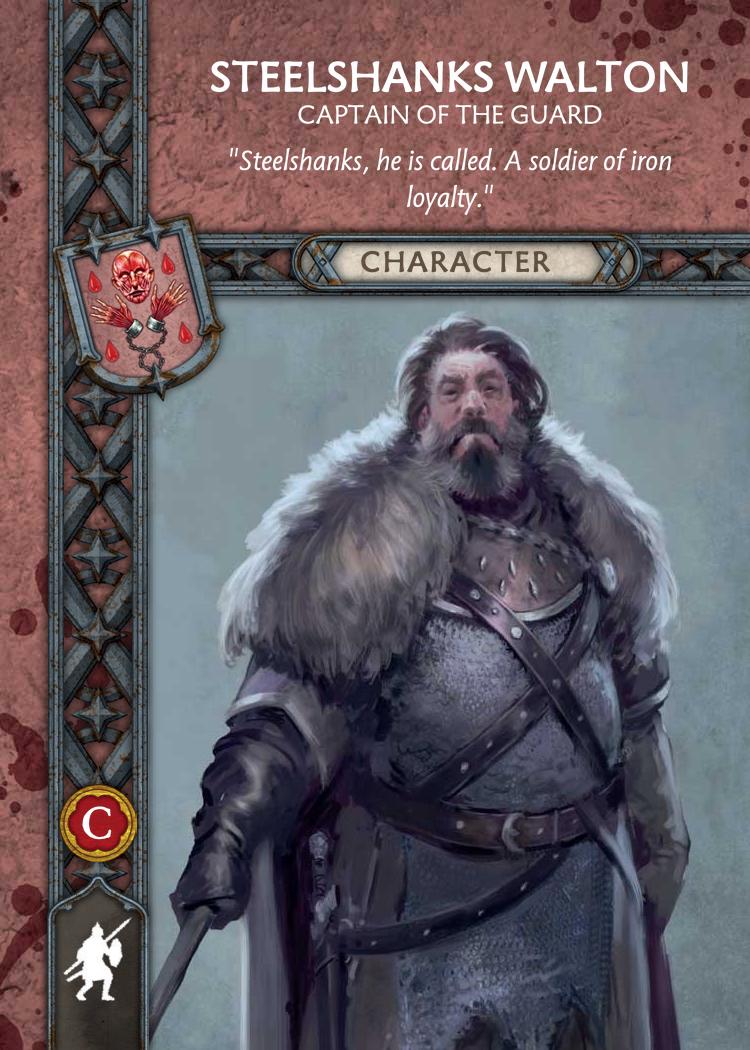 STEELSHANKS WALTON
CAPTAIN OF THE GUARD
"Steelshanks, he is called. A soldier of iron
loyalty."
CHARACTER
C